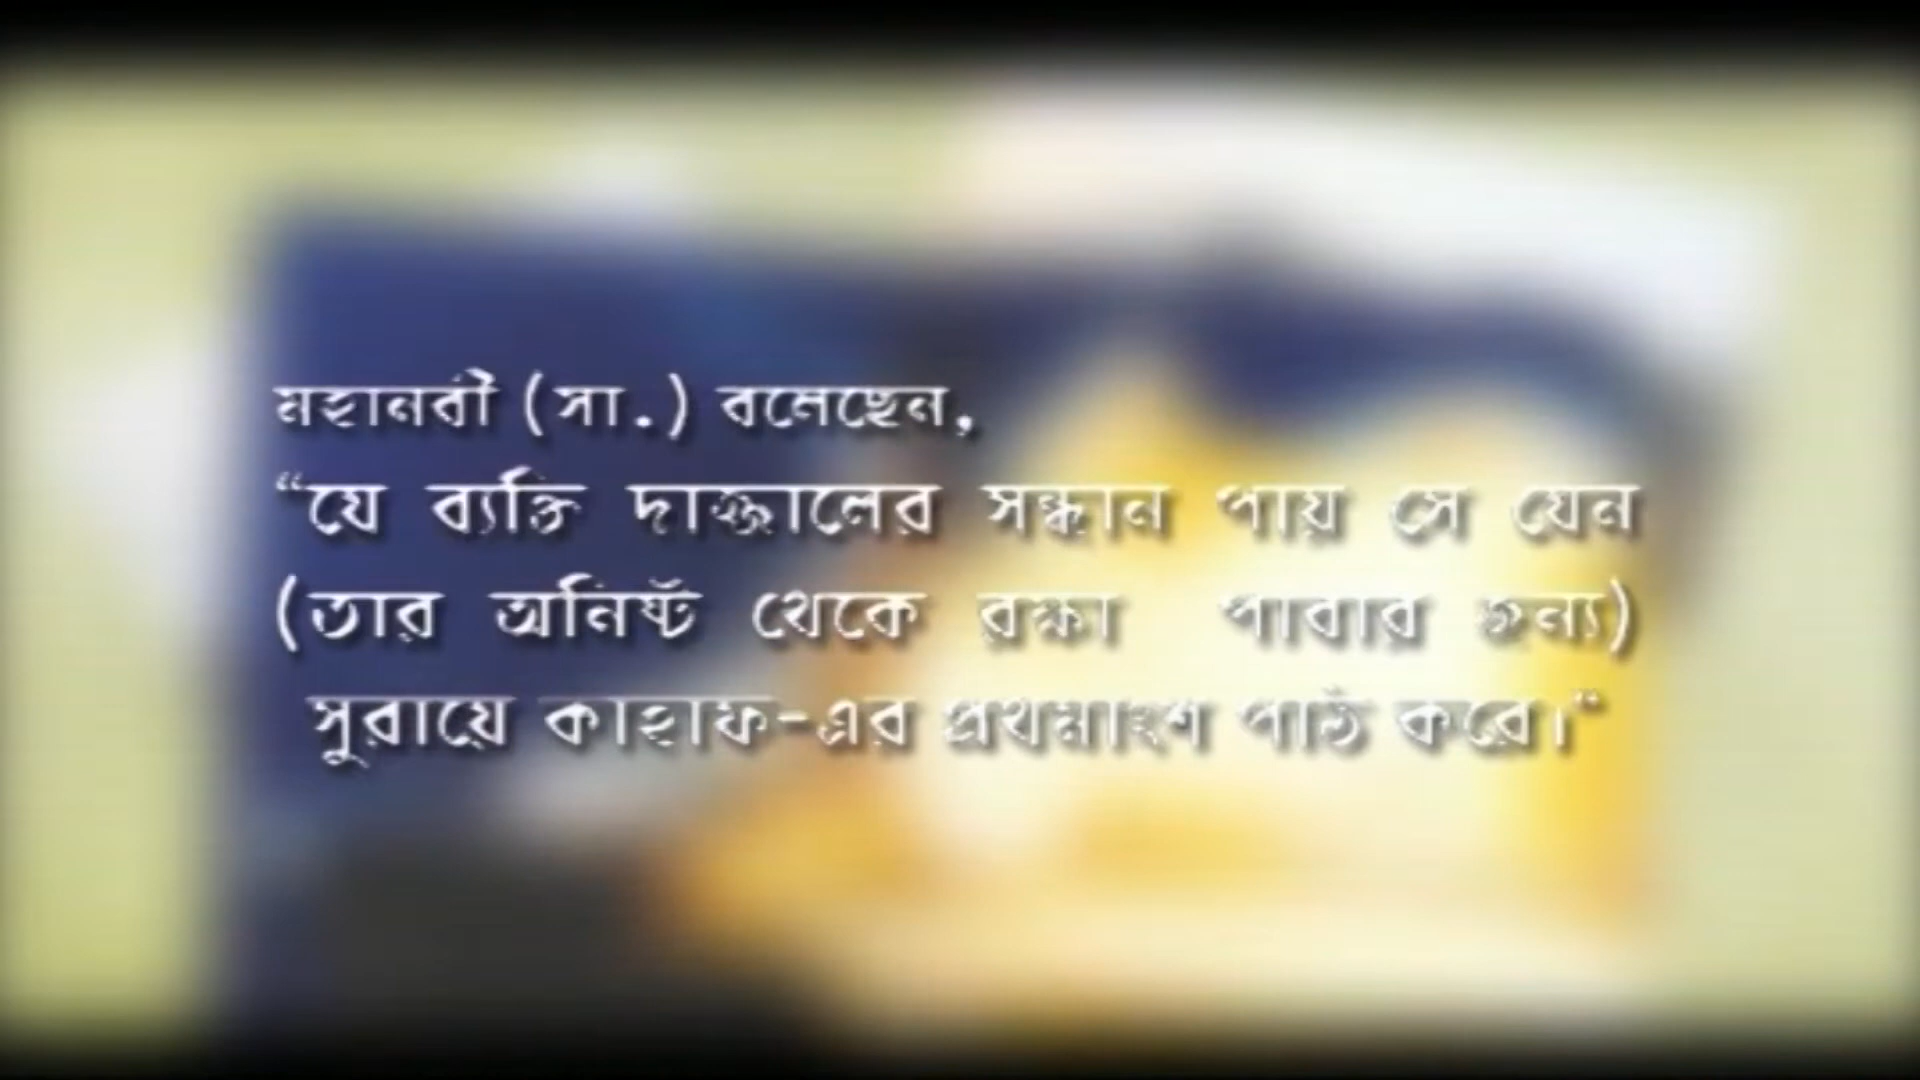 মহানবী (সা.) বলেছেন,
“যে ব্যক্তি দাজ্জালের সন্ধান পায় সে যেন
(তার অনিষ্ট থেকে রক্ষা পাবার জন্য)
সুরায়ে কাহাফ-এর প্রথমাংশ পাঠ করে।“